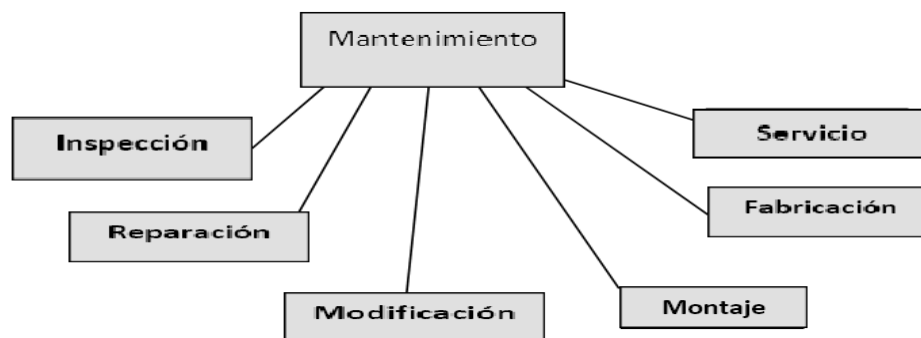 Mantenimiento
Inspección
Servicio
Reparación
Fabricación
Modificación
Montaje